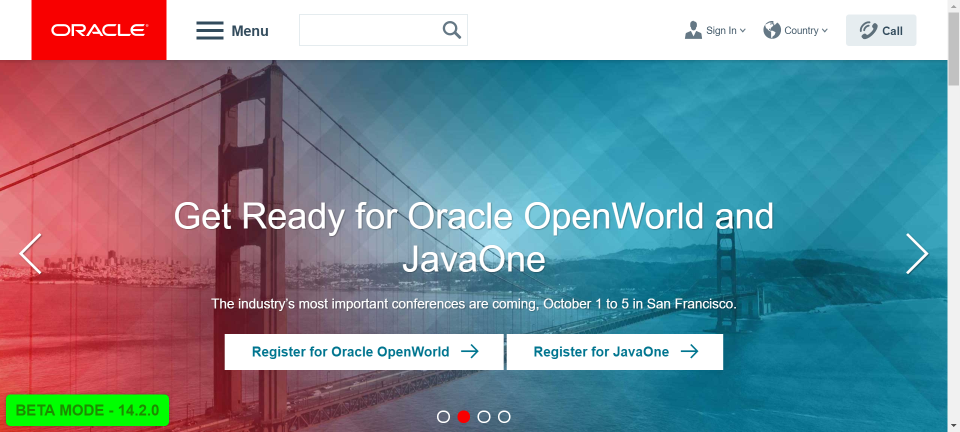 ORACLE
Menu
Sign In
Country
Call
Get Ready for Oracle OpenWorld and
JavaOne
The industry's most important conferences are coming, October 1 to 5 in San Francisco.
Register for Oracle OpenWorld
Register for JavaOne
BETA MODE - 14.2.0